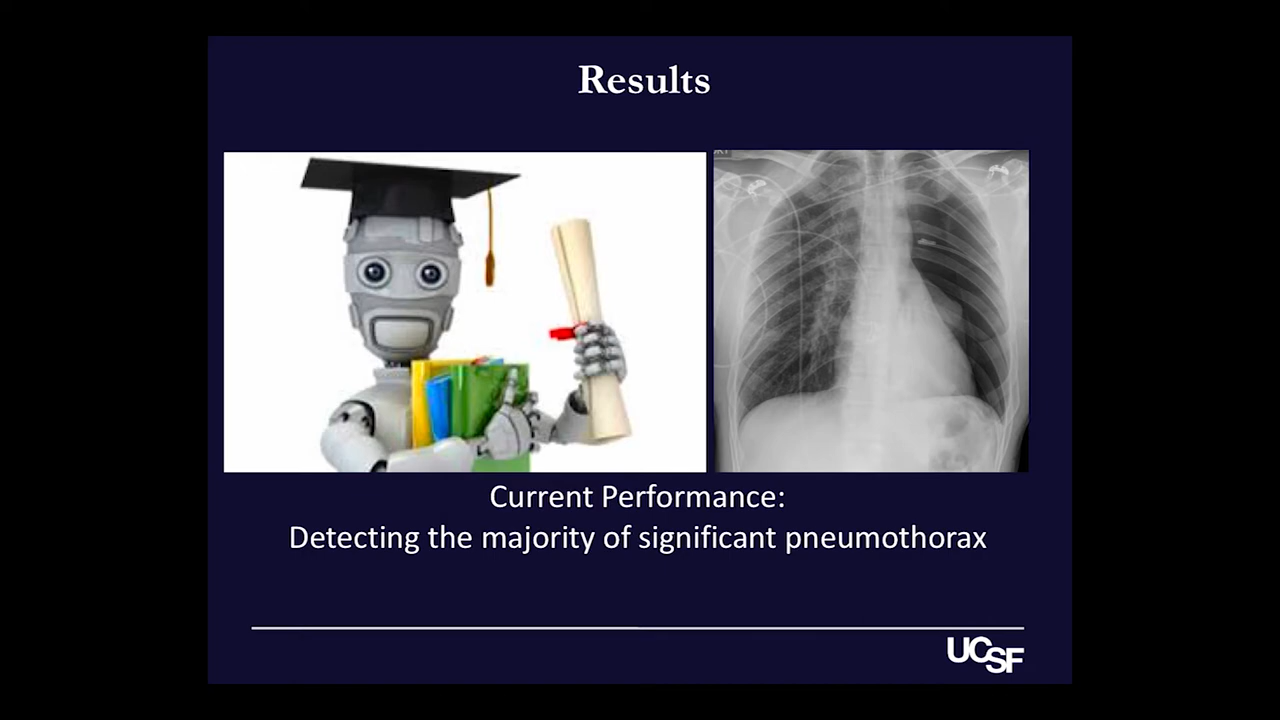 Results
Current Performance:
Detecting the majority of significant pneumothorax
UCSF